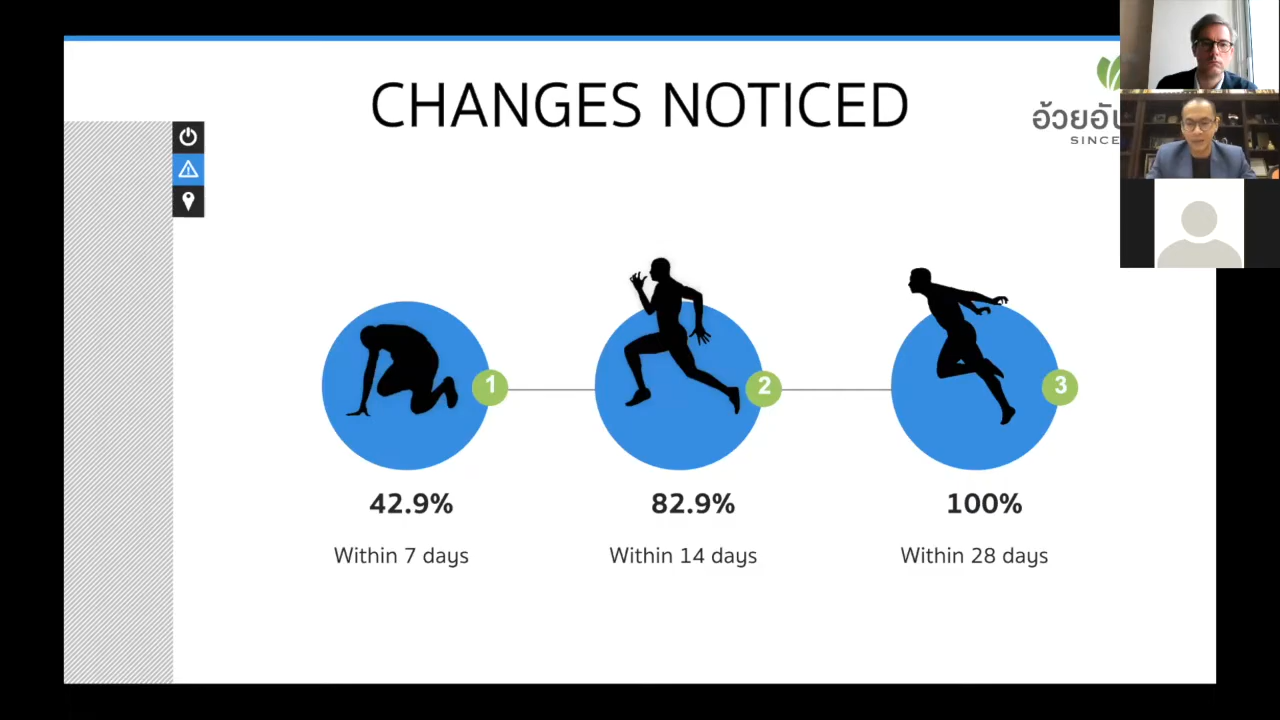 CHANGES NOTICED
อ้วยอัน
SINCE
1
2
3
42.9%
82.9%
100%
Within 7 days
Within 14 days
Within 28 days